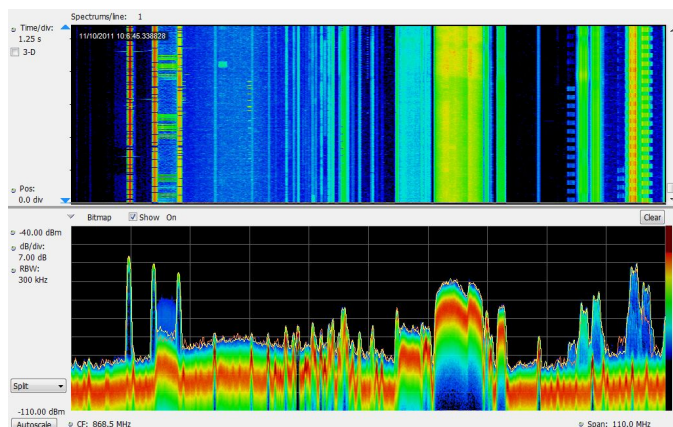 Spectrums/line: 1
Time/div:
1.25 s
3-D
11/10/2011 10:6:45.338828
Pos:
0.0 div
Bitmap Show On Clear
-40.00 dBm
dB/div:
7.00 dB
RBW:
300 kHz
Split
-110.00 dBm
Autoscale CF: 868.5 MHz Span: 110.0 MHz